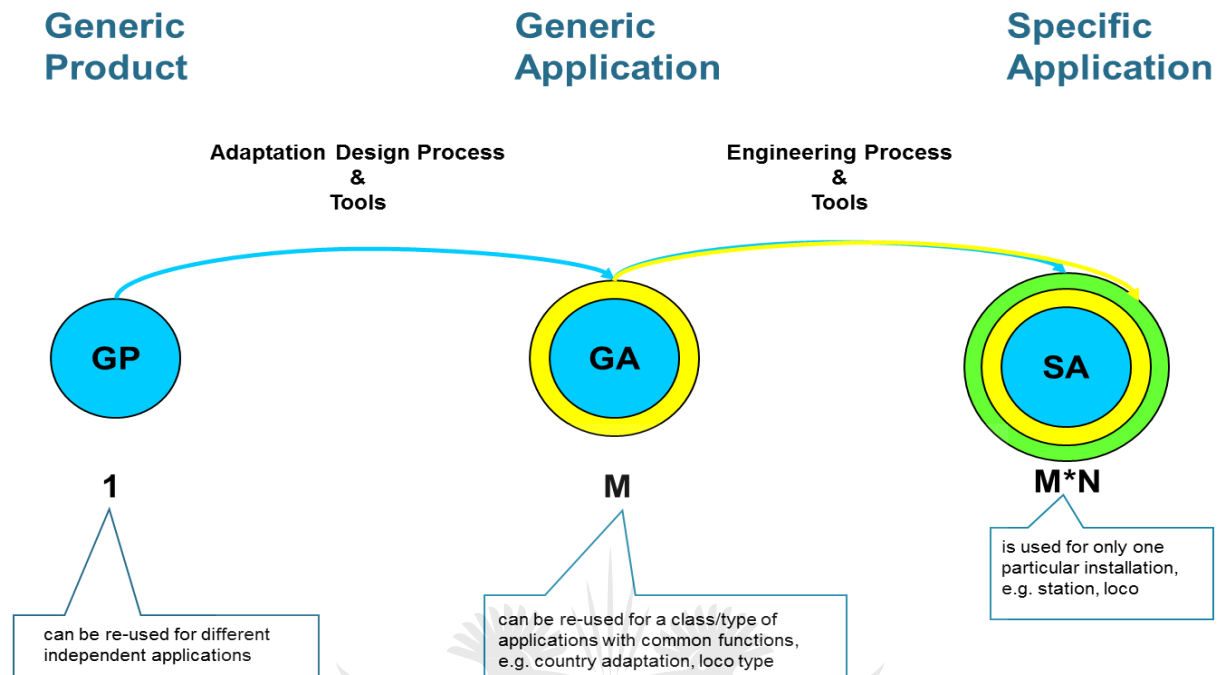 Generic
Product
Generic
Application
Specific
Application
Adaptation Design Process
&
Tools
Engineering Process
&
Tools
GP
GA
SA
1
M
M*N
can be re-used for different
independent applications
can be re-used for a class/type of
applications with common functions,
e.g. country adaptation, loco type
is used for only one
particular installation,
e.g. station, loco